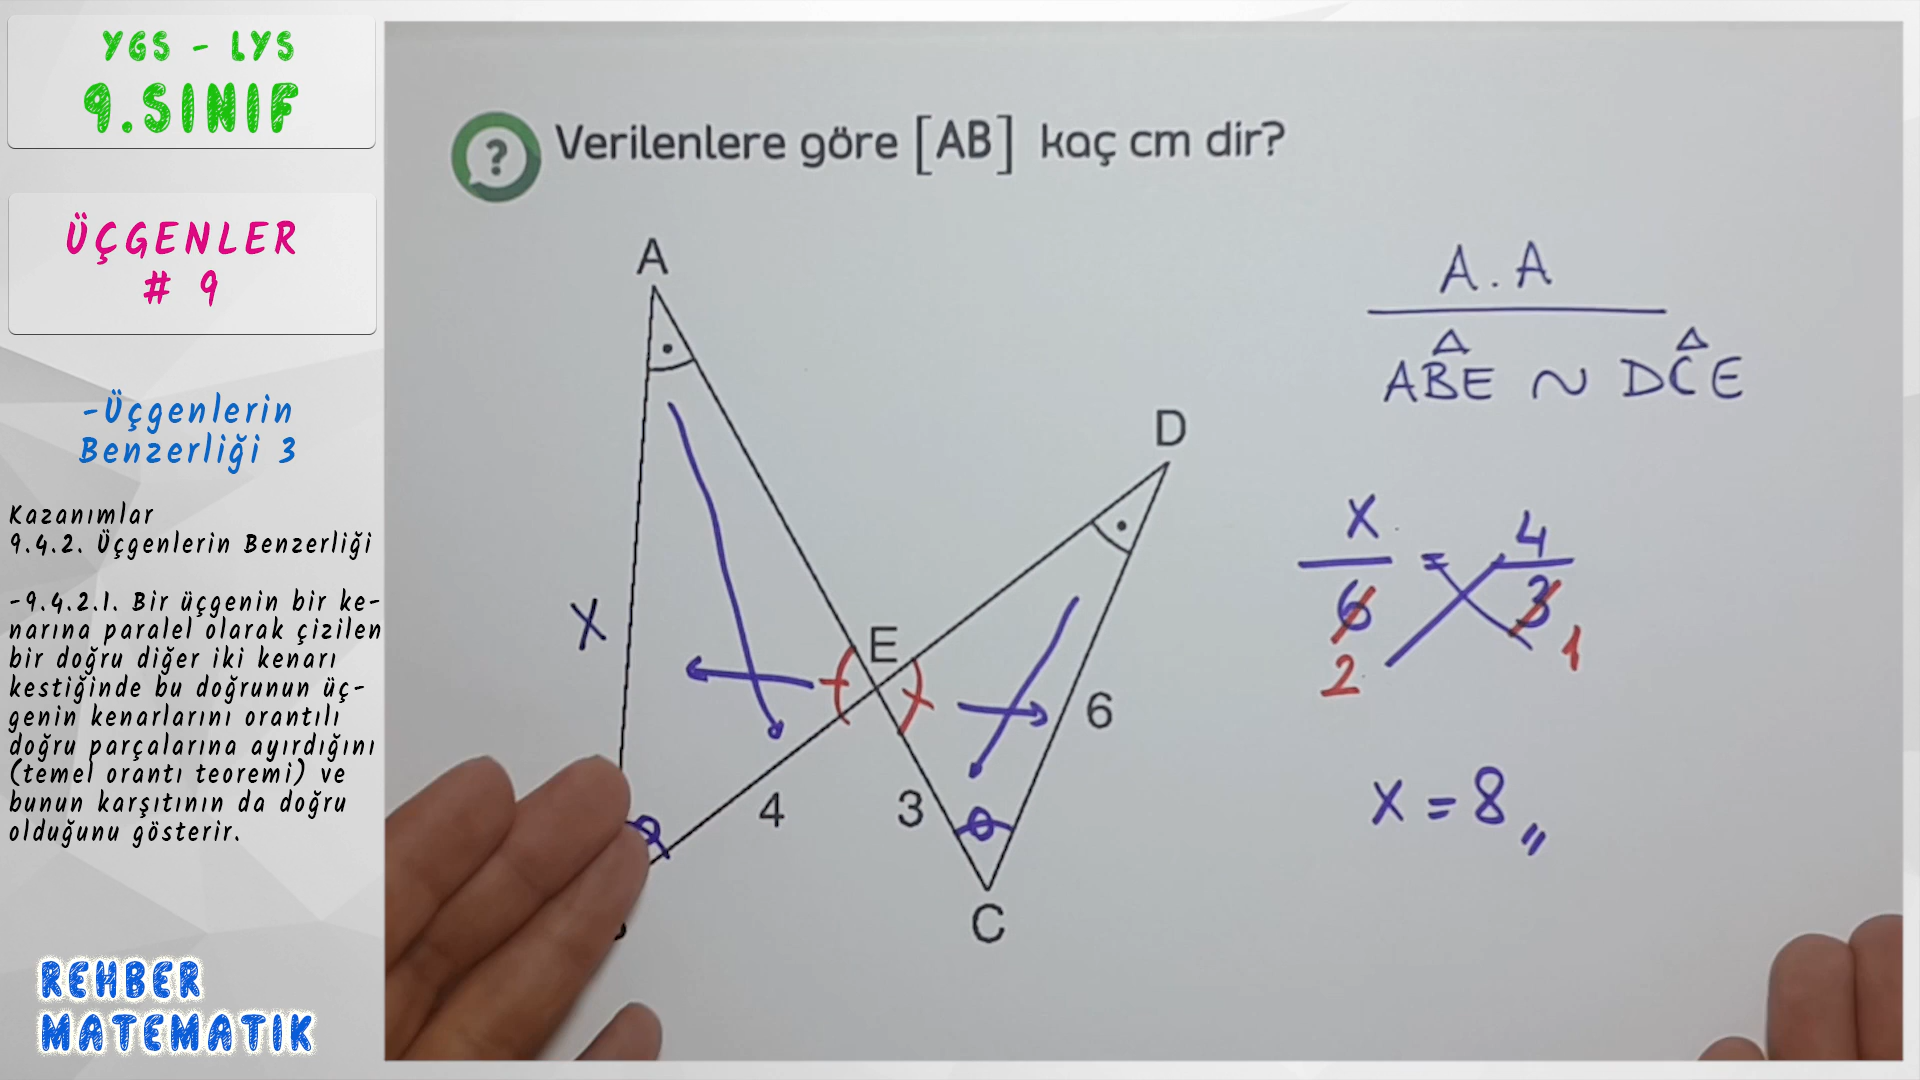 YGS - LYS
9.SINIF
ÜÇGENLER
# 9
-Üçgenlerin
Benzerliği 3
Kazanımlar
9.4.2. Üçgenlerin Benzerliği
-9.4.2.1. Bir üçgenin bir ke-
narına paralel olarak çizilen
bir doğru diğer iki kenarı
kestiğinde bu doğrunun üç-
genin kenarlarını orantılı
doğru parçalarına ayırdığını
(temel orantı teoremi) ve
bunun karşıtının da doğru
olduğunu gösterir.
REHBER
MATEMATIK
? Verilenlere göre [AB] kaç cm dir?
A
D
E
X
6
4
3
C
A.A
ABE ~ DCE
X = 4
6 3
2 1
X = 8 "